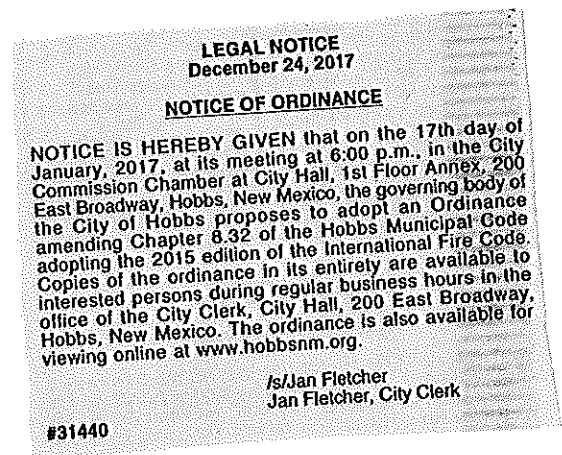 LEGAL NOTICE
December 24, 2017
NOTICE OF ORDINANCE
NOTICE IS HEREBY GIVEN that on the 17th day of
January, 2017, at its meeting at 6:00 p.m., in the City
Commission Chamber at City Hall, 1st Floor Annex, 200
East Broadway, Hobbs, New Mexico, the governing body of
the City of Hobbs proposes to adopt an Ordinance
amending Chapter 8.32 of the Hobbs Municipal Code
adopting the 2015 edition of the International Fire Code.
Copies of the ordinance in its entirety are available to
interested persons during regular business hours in the
office of the City Clerk, City Hall, 200 East Broadway,
Hobbs, New Mexico. The ordinance is also available for
viewing online at www.hobbsnm.org.
/s/Jan Fletcher
Jan Fletcher, City Clerk
#31440